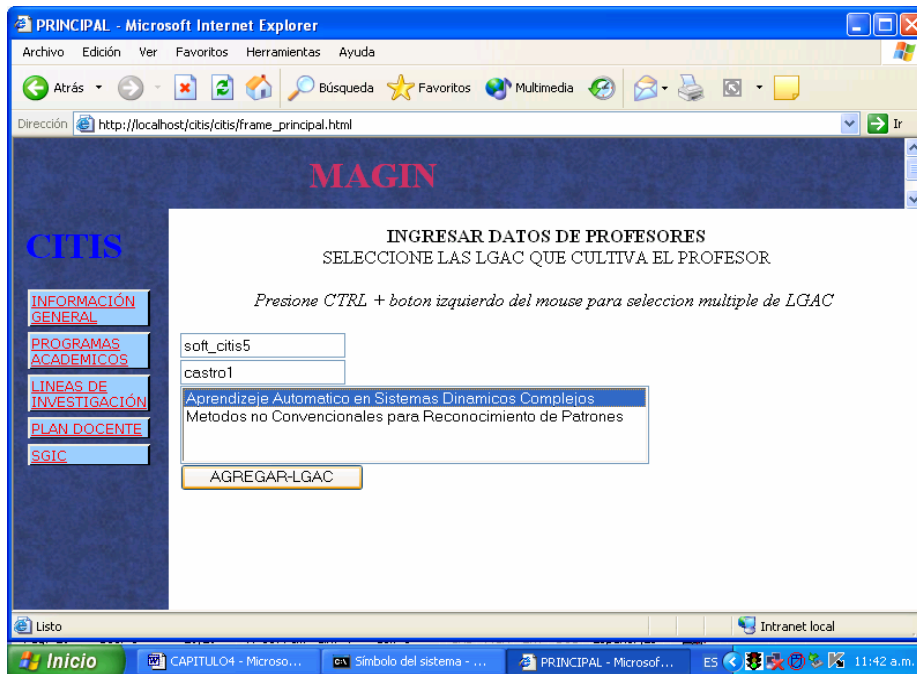 PRINCIPAL - Microsoft Internet Explorer
Archivo Edición Ver Favoritos Herramientas Ayuda
Atrás Búsqueda Favoritos Multimedia
Dirección http://localhost/citis/citis/frame_principal.html Ir
MAGIN
CITIS
INFORMACIÓN
GENERAL
PROGRAMAS
ACADEMICOS
LINEAS DE
INVESTIGACIÓN
PLAN DOCENTE
SGIC
INGRESAR DATOS DE PROFESORES
SELECCIONE LAS LGAC QUE CULTIVA EL PROFESOR
Presione CTRL + boton izquierdo del mouse para seleccion multiple de LGAC
soft_citis5
castro1
Aprendizeje Automatico en Sistemas Dinamicos Complejos
Metodos no Convencionales para Reconocimiento de Patrones
AGREGAR-LGAC
Listo Intranet local
Inicio CAPITULO4 - Microso... Símbolo del sistema - ... PRINCIPAL - Microsof... ES 11:42 a.m.